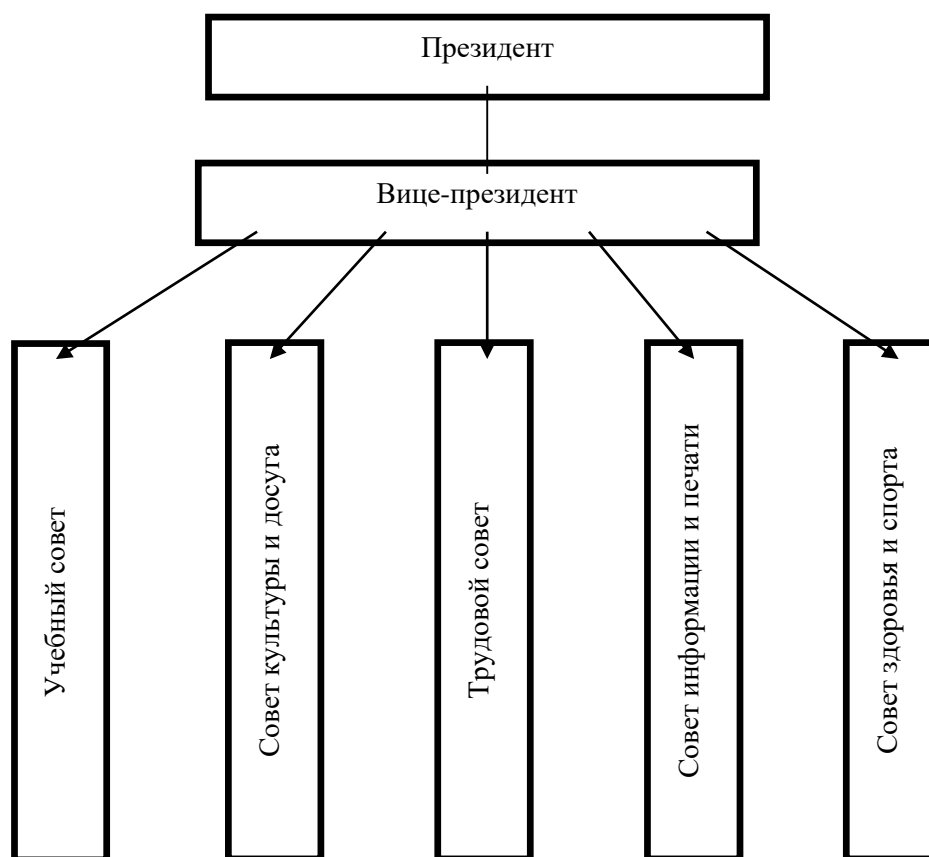 Президент
Вице-президент
Учебный совет
Совет культуры и досуга
Трудовой совет
Совет информации и печати
Совет здоровья и спорта